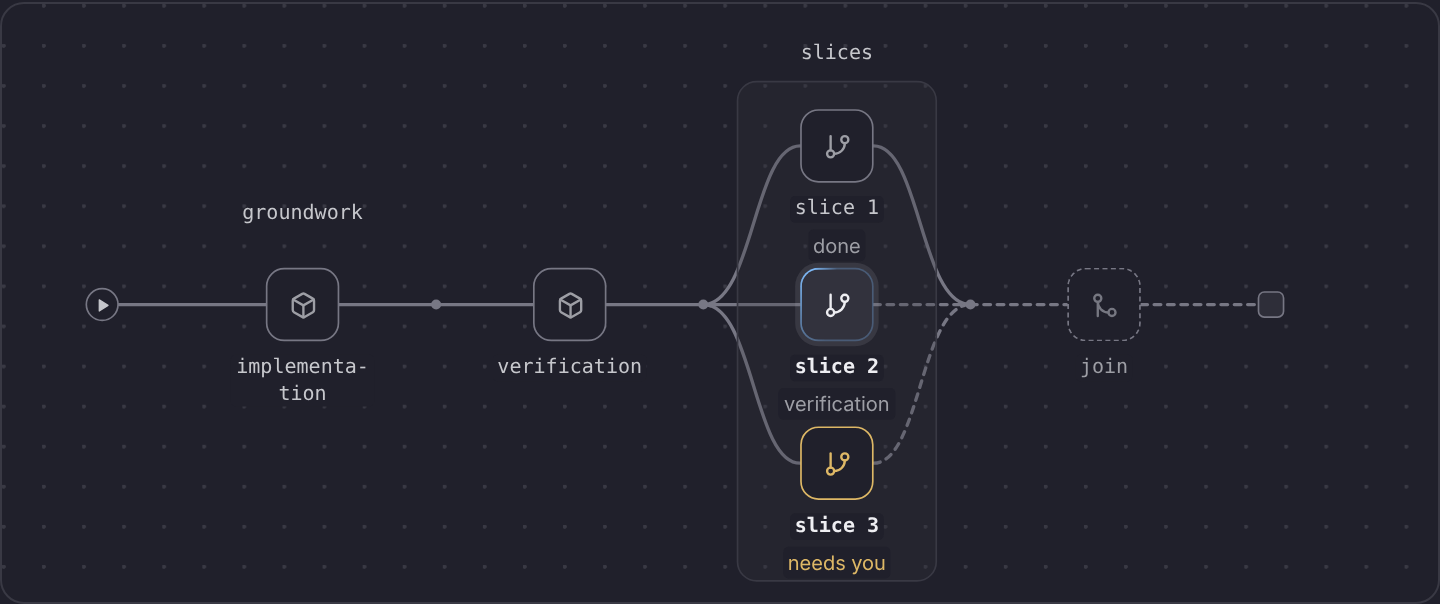 slices
groundwork
implementa-
tion
verification
slice 1
done
slice 2
verification
slice 3
needs you
join